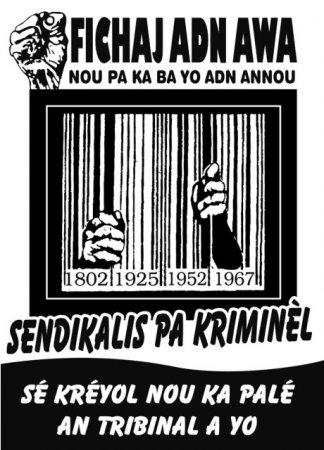 FICHAJ ADN AWA
NOU PA KA BA YO ADN ANNOU
1802 1925 1952 1967
SENDIKALIS PA KRIMINÈL
SÉ KRÉYOL NOU KA PALÉ
AN TRIBINAL A YO